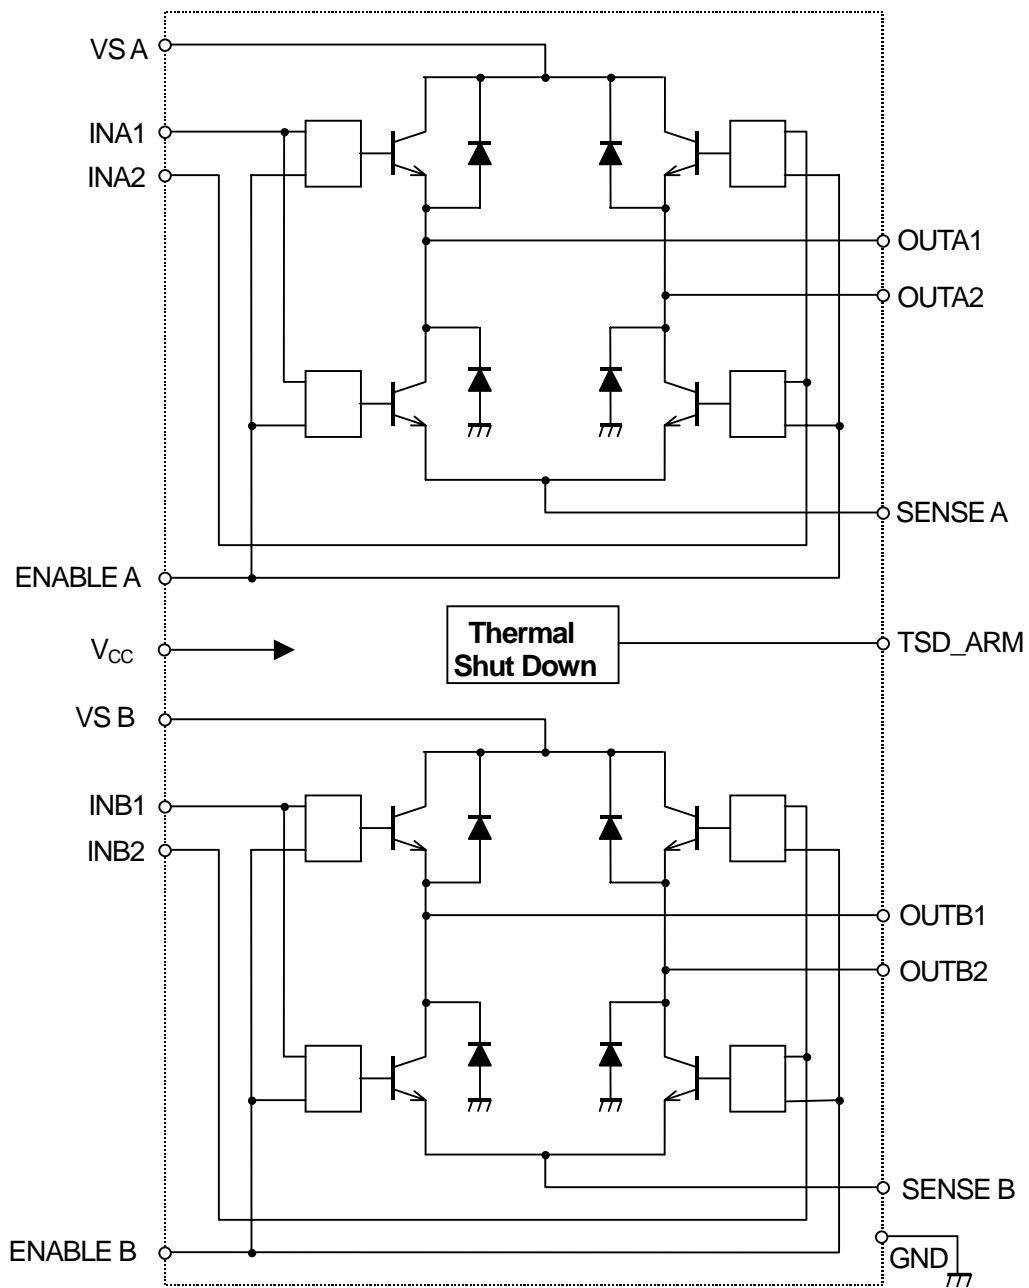 VS A
INA1
INA2
OUTA1
OUTA2
SENSE A
ENABLE A
Thermal
Shut Down
TSD_ARM
VCC
VS B
INB1
INB2
OUTB1
OUTB2
SENSE B
ENABLE B
GND